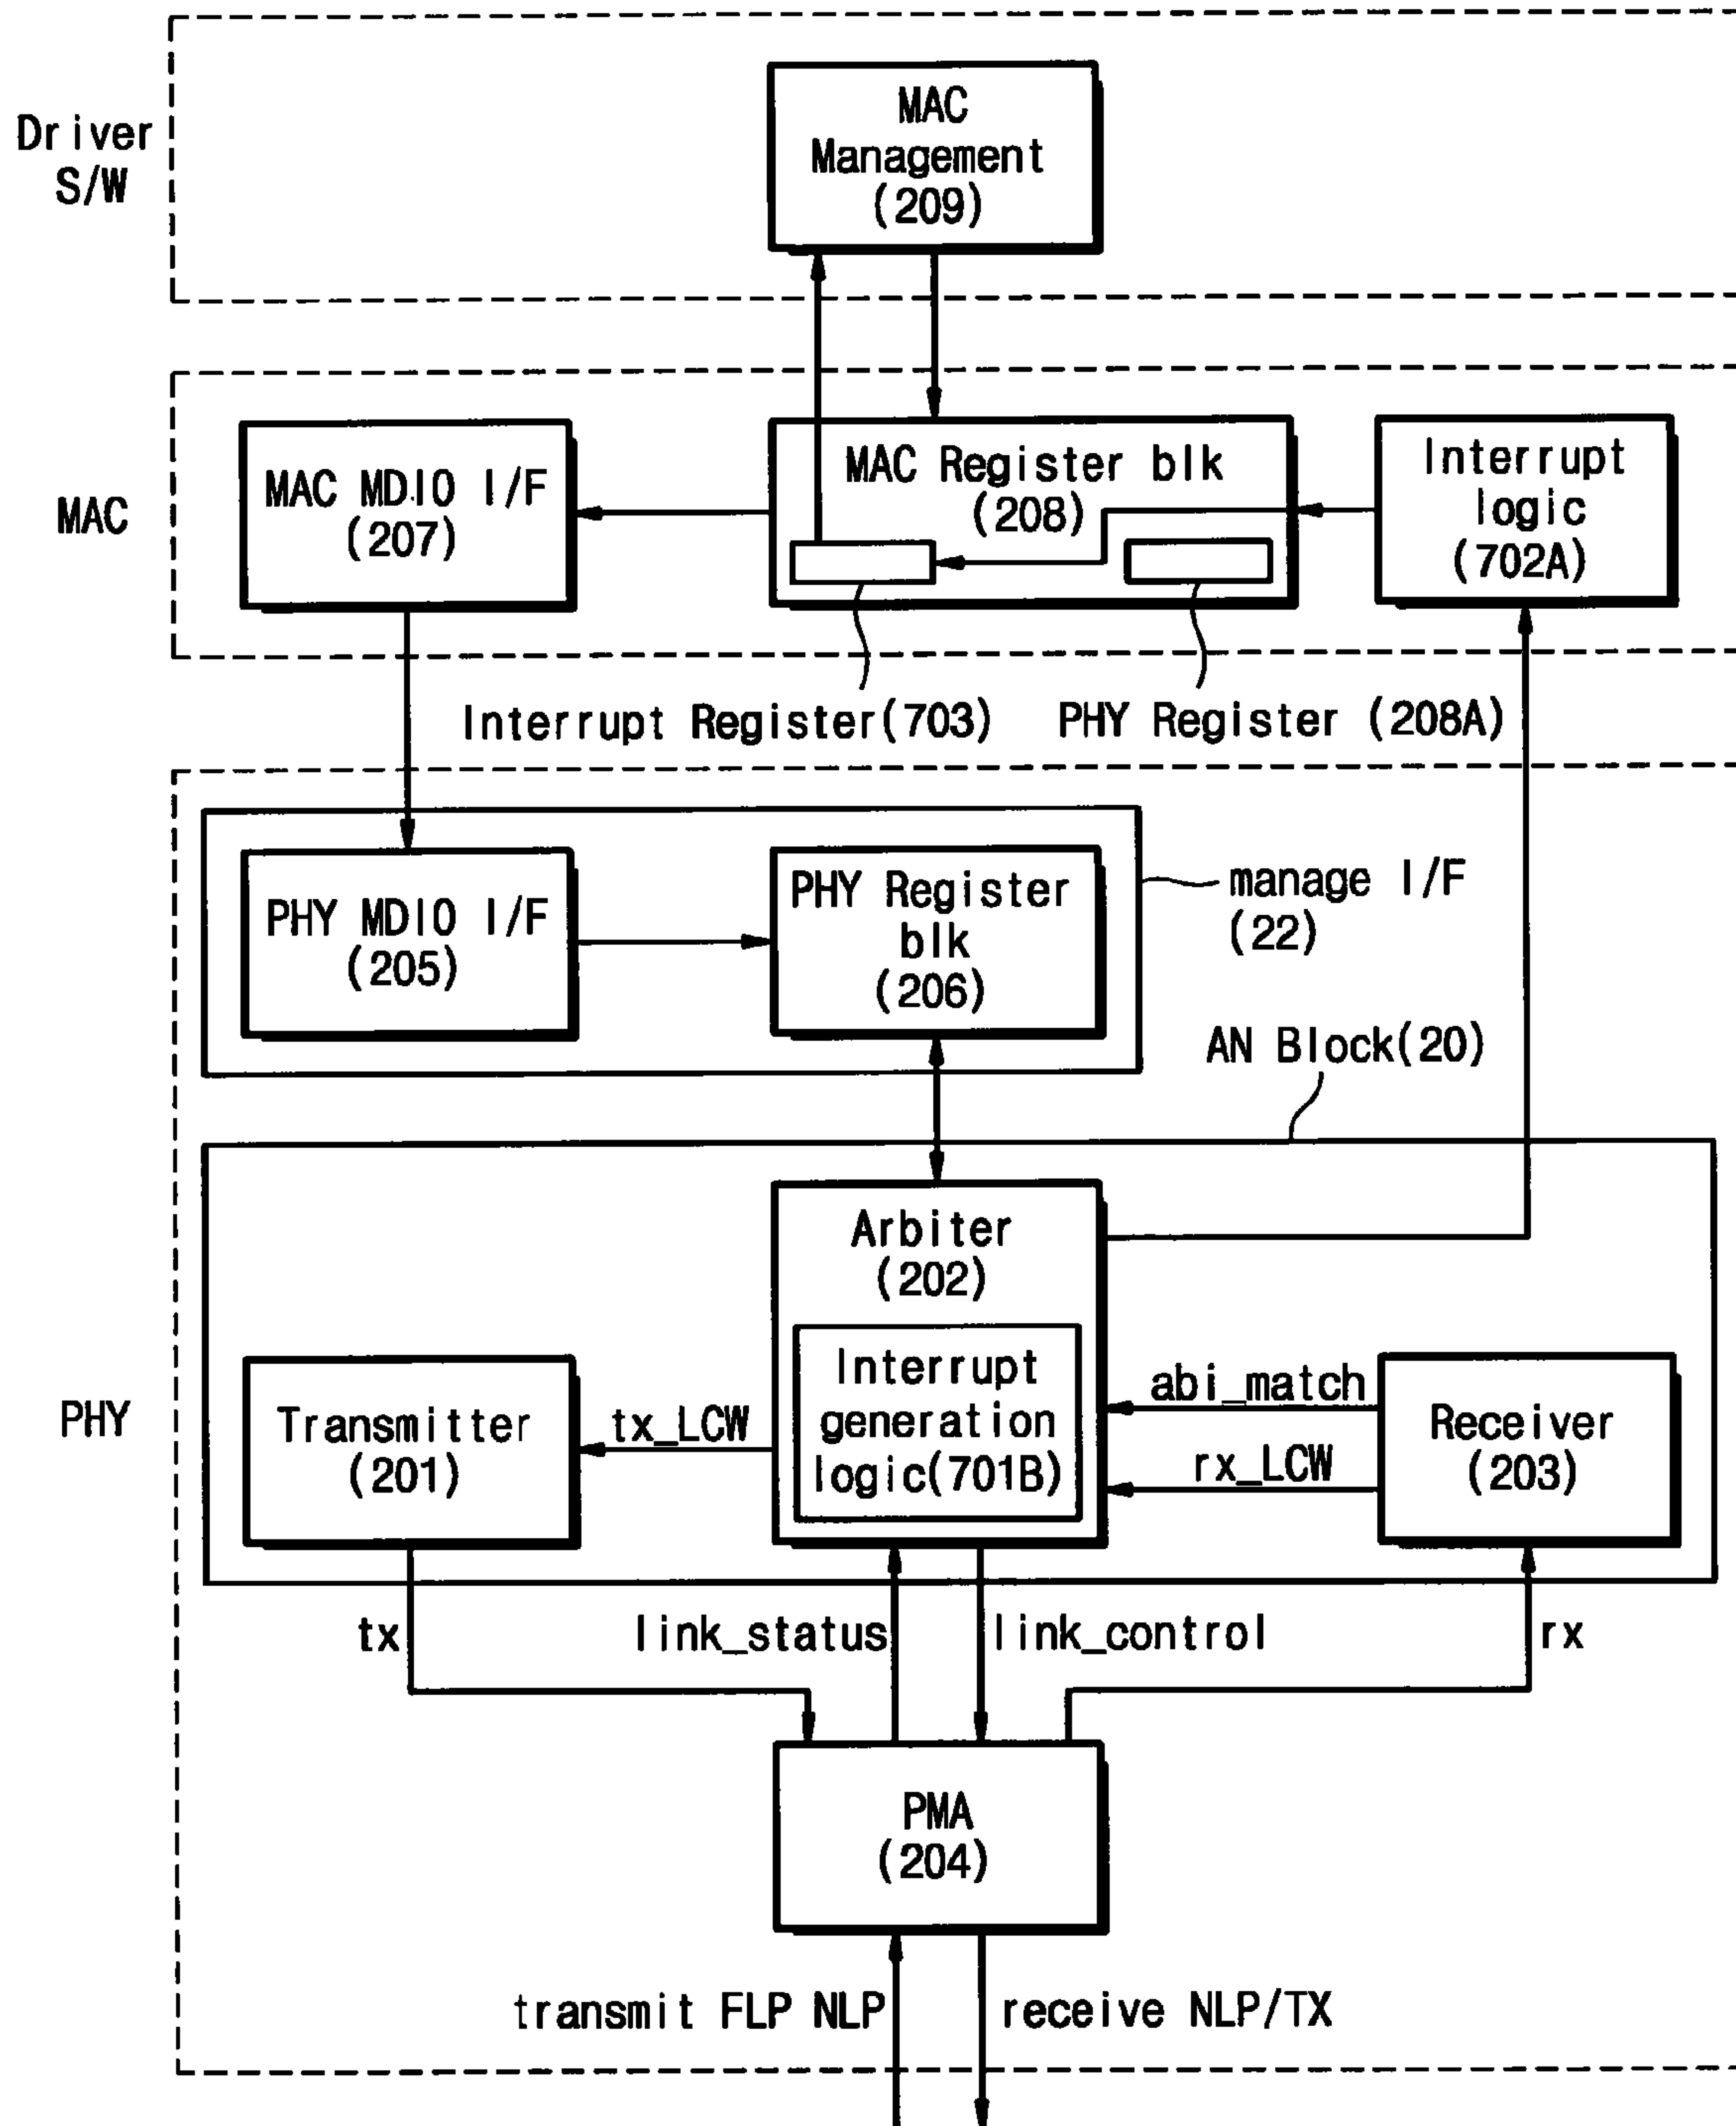 Driver
S/W
MAC
Management
(209)
MAC
MAC MDIO I/F
(207)
MAC Register blk
(208)
Interrupt
logic
(702A)
Interrupt Register(703)
PHY Register (208A)
PHY
PHY MDIO I/F
(205)
PHY Register
blk
(206)
manage I/F
(22)
AN Block(20)
Arbiter
(202)
Interrupt
generation
logic(701B)
Transmitter
(201)
tx_LCW
abi_match
rx_LCW
Receiver
(203)
tx
link_status
link_control
rx
PMA
(204)
transmit FLP NLP
receive NLP/TX